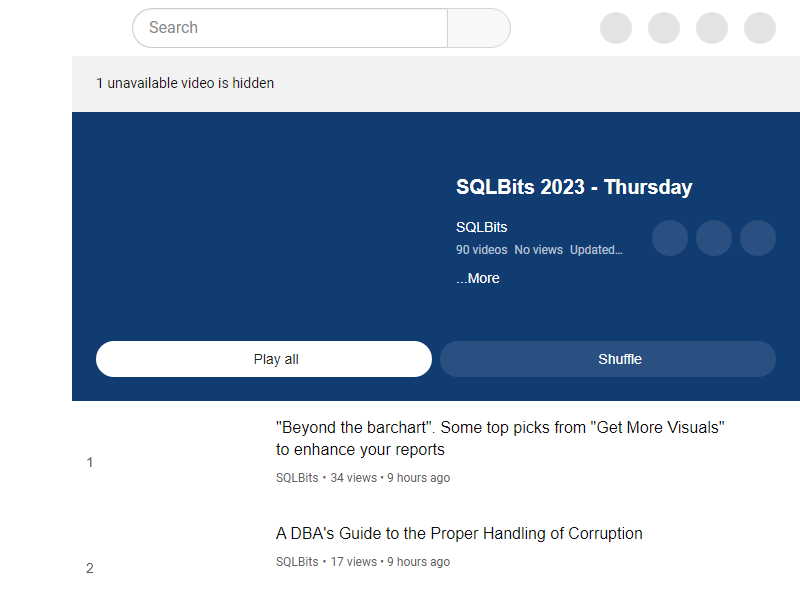 Search
1 unavailable video is hidden
SQLBits 2023 - Thursday
SQLBits
90 videos No views Updated...
...More
Play all
Shuffle
"Beyond the barchart". Some top picks from "Get More Visuals"
to enhance your reports
1
SQLBits • 34 views • 9 hours ago
A DBA's Guide to the Proper Handling of Corruption
SQLBits • 17 views • 9 hours ago
2